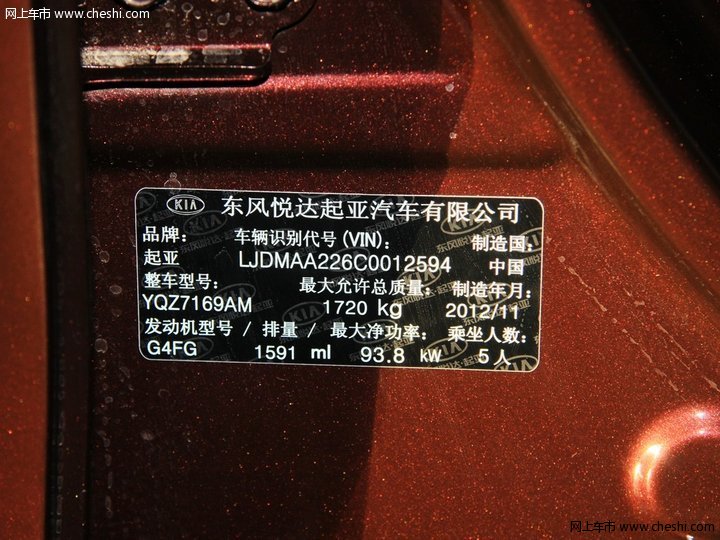 网上车市 www.cheshi.com
KIA 东风悦达起亚汽车有限公司
品牌: 车辆识别代号(VIN): 制造国:
起亚 LJDMAA226C0012594 中国
整车型号: 最大允许总质量: 制造年月:
YQZ7169AM 1720 kg 2012/11
发动机型号 / 排量 / 最大净功率: 乘坐人数:
G4FG 1591 ml 93.8 kW 5人
网上车市 www.cheshi.com